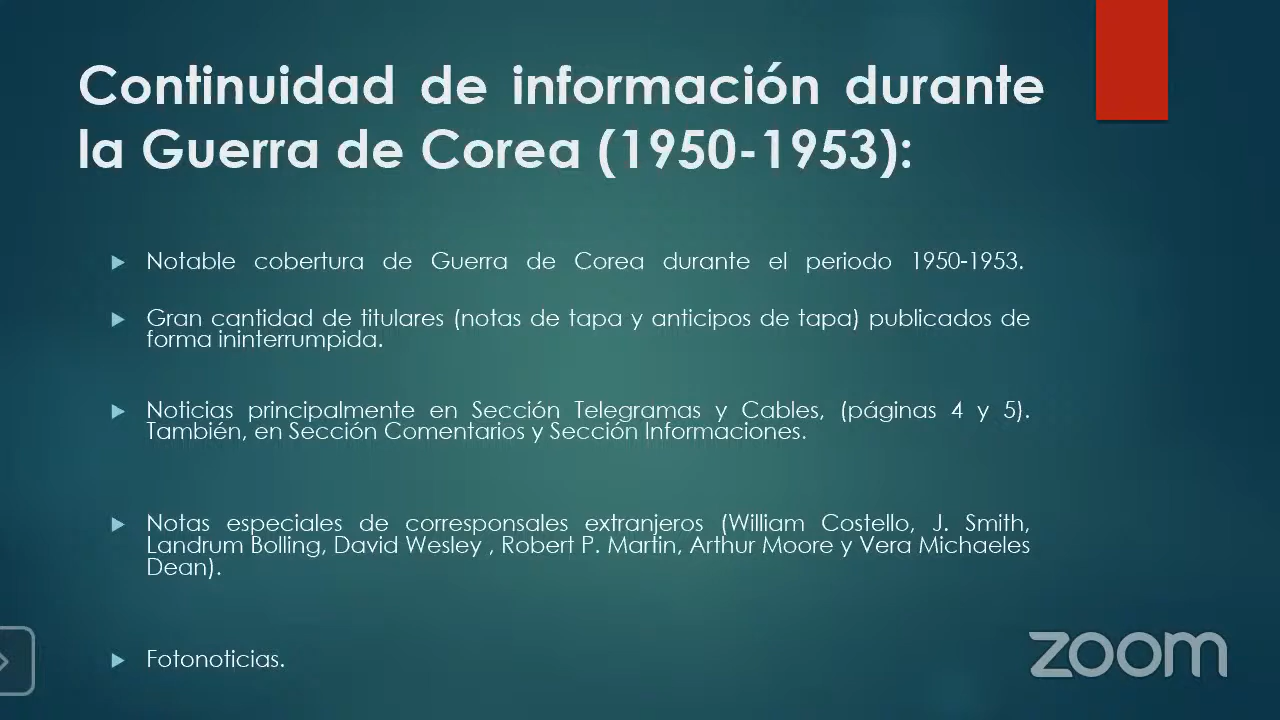 Continuidad de información durante
la Guerra de Corea (1950-1953):
Notable cobertura de Guerra de Corea durante el periodo 1950-1953.
Gran cantidad de titulares (notas de tapa y anticipos de tapa) publicados de
forma ininterrumpida.
Noticias principalmente en Sección Telegramas y Cables, (páginas 4 y 5).
También, en Sección Comentarios y Sección Informaciones.
Notas especiales de corresponsales extranjeros (William Costello, J. Smith,
Landrum Bolling, David Wesley , Robert P. Martin, Arthur Moore y Vera Michaeles
Dean).
Fotonoticias.
zoom